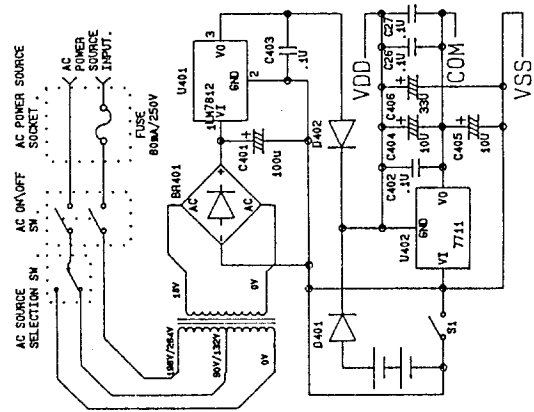 AC POWER SOURCE
SOCKET.
AC
POWER
SOURCE
INPUT.
FUSE
80mA/250V
AC ON\OFF
SW
AC SOURCE
SELECTION SW
198V/264V
90V/132V
0V
18V
0V
BR401
AC
AC
+
-
U401
LM7812
VO
GND
VI
3
2
1
C403
.1U
C401
100u
+
D402
D401
VDD
COM
VSS
C27
.1U
C26
.1U
C406
33U
+
C404
10U
+
C405
10U
+
C402
.1U
U402
VO
GND
7711
VI
S1